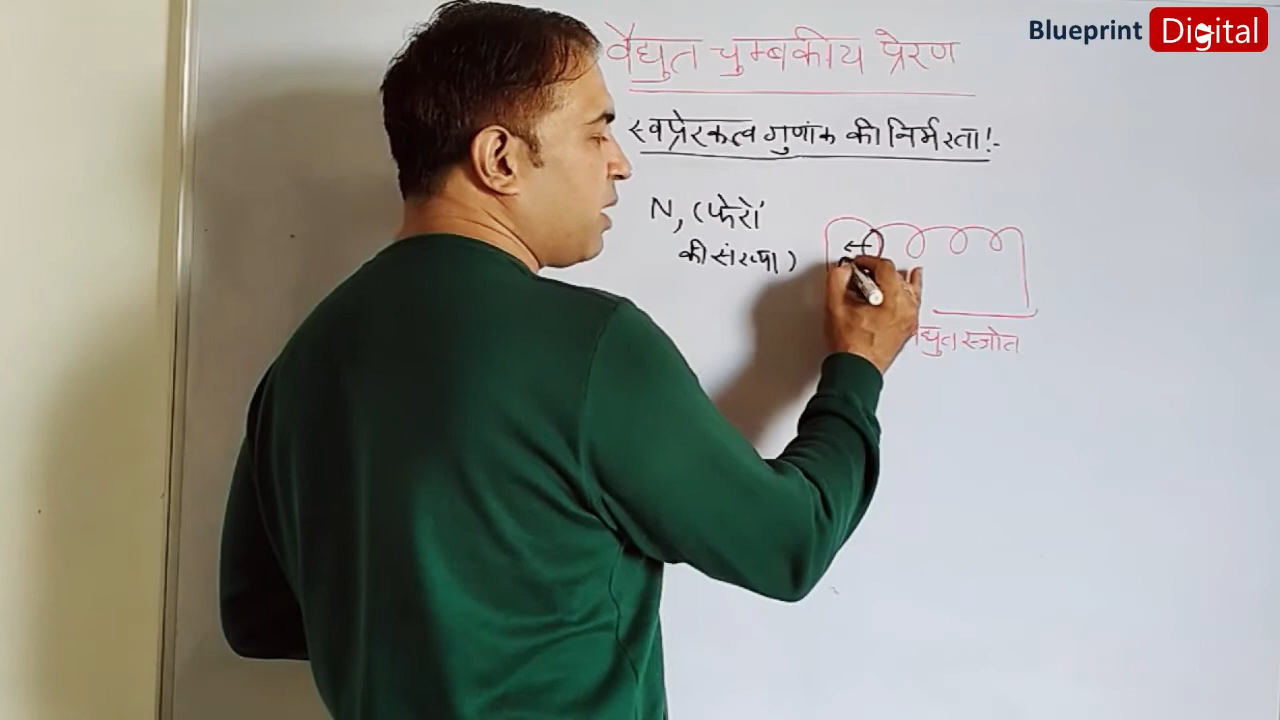 Blueprint Digital
वैद्युत चुम्बकीय प्रेरण
स्वप्रेरकत्व गुणांक की निर्भरता!-
N, (फेरों
की संख्या)
द्युत स्त्रोत